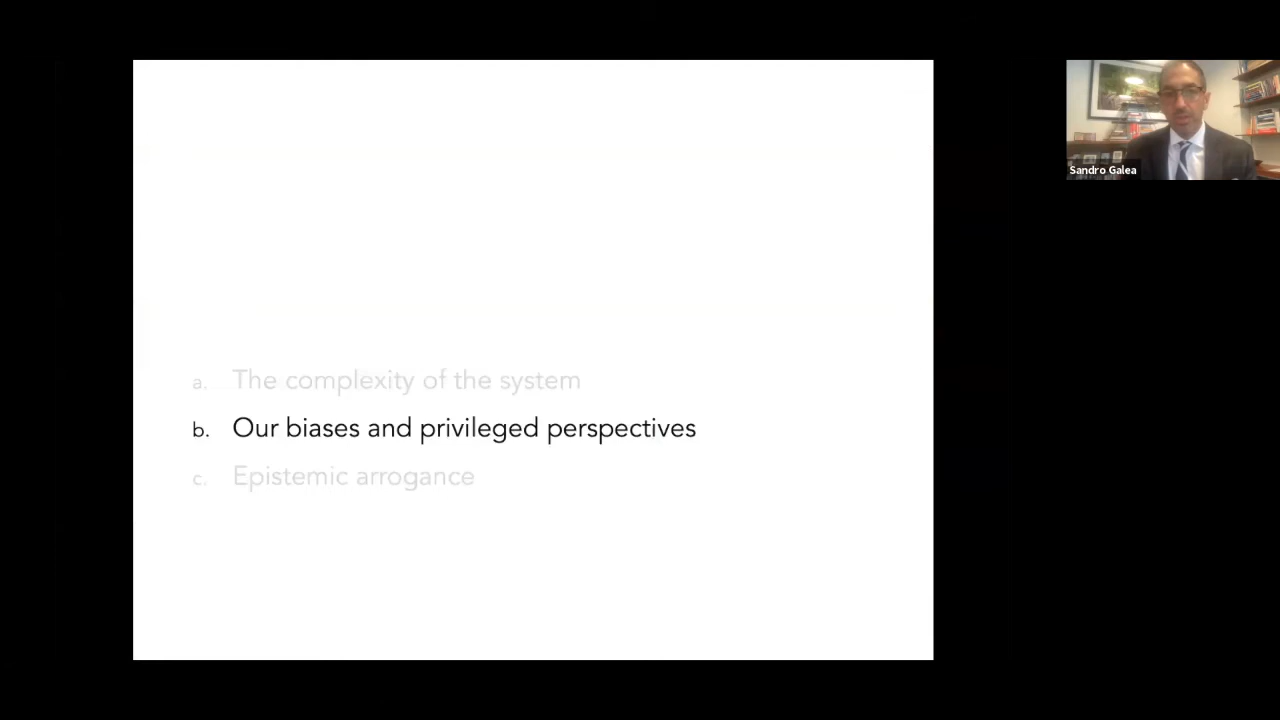 a. The complexity of the system
b. Our biases and privileged perspectives
c. Epistemic arrogance
Sandro Galea